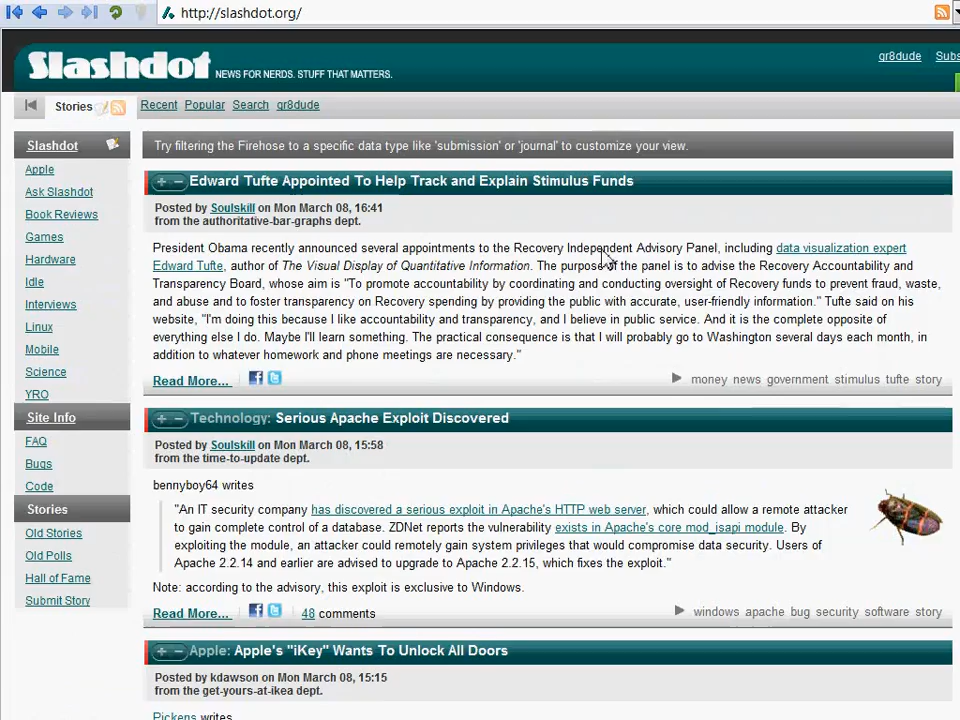 http://slashdot.org/
Slashdot NEWS FOR NERDS. STUFF THAT MATTERS.
qr8dude Subs
Stories Recent Popular Search qr8dude
Slashdot
Apple
Ask Slashdot
Book Reviews
Games
Hardware
Idle
Interviews
Linux
Mobile
Science
YRO
Site Info
FAQ
Bugs
Code
Stories
Old Stories
Old Polls
Hall of Fame
Submit Story
Try filtering the Firehose to a specific data type like 'submission' or 'journal' to customize your view.
Edward Tufte Appointed To Help Track and Explain Stimulus Funds
Posted by Soulskill on Mon March 08, 16:41
from the authoritative-bar-graphs dept.
President Obama recently announced several appointments to the Recovery Independent Advisory Panel, including data visualization expert
Edward Tufte, author of The Visual Display of Quantitative Information. The purpose of the panel is to advise the Recovery Accountability and
Transparency Board, whose aim is "To promote accountability by coordinating and conducting oversight of Recovery funds to prevent fraud, waste,
and abuse and to foster transparency on Recovery spending by providing the public with accurate, user-friendly information." Tufte said on his
website, "I'm doing this because I like accountability and transparency, and I believe in public service. And it is the complete opposite of
everything else I do. Maybe I'll learn something. The practical consequence is that I will probably go to Washington several days each month, in
addition to whatever homework and phone meetings are necessary."
Read More... money news government stimulus tufte story
Technology: Serious Apache Exploit Discovered
Posted by Soulskill on Mon March 08, 15:58
from the time-to-update dept.
bennyboy64 writes
"An IT security company has discovered a serious exploit in Apache's HTTP web server, which could allow a remote attacker
to gain complete control of a database. ZDNet reports the vulnerability exists in Apache's core mod_isapi module. By
exploiting the module, an attacker could remotely gain system privileges that would compromise data security. Users of
Apache 2.2.14 and earlier are advised to upgrade to Apache 2.2.15, which fixes the exploit."
Note: according to the advisory, this exploit is exclusive to Windows.
Read More... 48 comments windows apache bug security software story
Apple: Apple's "iKey" Wants To Unlock All Doors
Posted by kdawson on Mon March 08, 15:15
from the get-yours-at-ikea dept.
Pickens writes